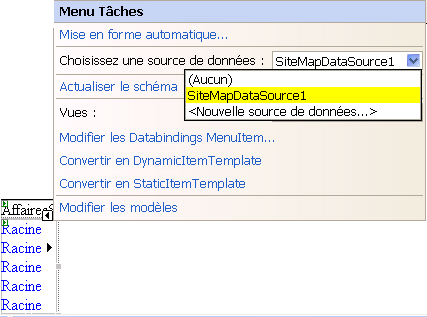 Menu Tâches
Mise en forme automatique...
Choisissez une source de données : SiteMapDataSource1
(Aucun)
Actualiser le schéma
SiteMapDataSource1
<Nouvelle source de données...>
Vues :
Modifier les Databindings MenuItem...
Convertir en DynamicItemTemplate
Convertir en StaticItemTemplate
Modifier les modèles
Racine
Racine
Racine
Racine
Racine